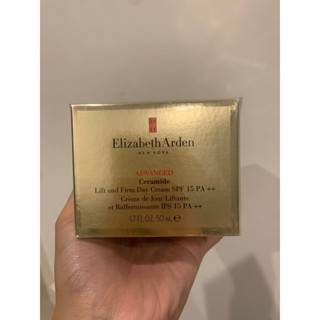 Elizabeth Arden
NEW YORK
ADVANCED
Ceramide
Lift and Firm Day Cream SPF 15 PA ++
Crème de Jour Liftante
et Raffermissante IPS 15 PA ++
1.7 FL. OZ. 50 mL ℮